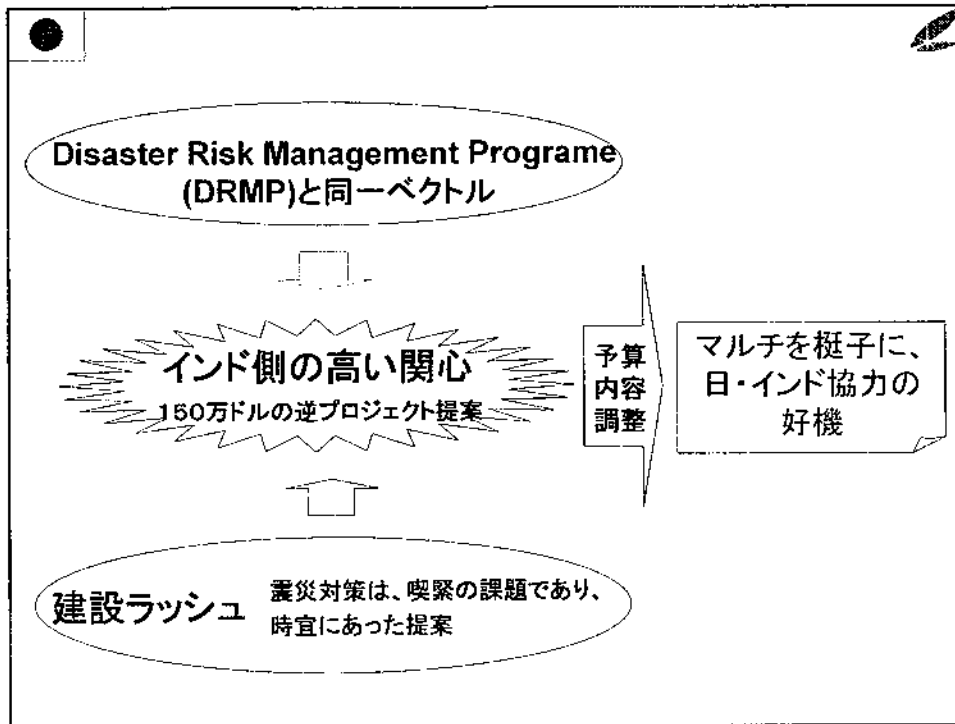 Disaster Risk Management Programe
(DRMP)と同一ベクトル
インド側の高い関心
150万ドルの逆プロジェクト提案
予算
内容
調整
マルチを梃子に、
日・インド協力の
好機
建設ラッシュ
震災対策は、喫緊の課題であり、
時宜にあった提案